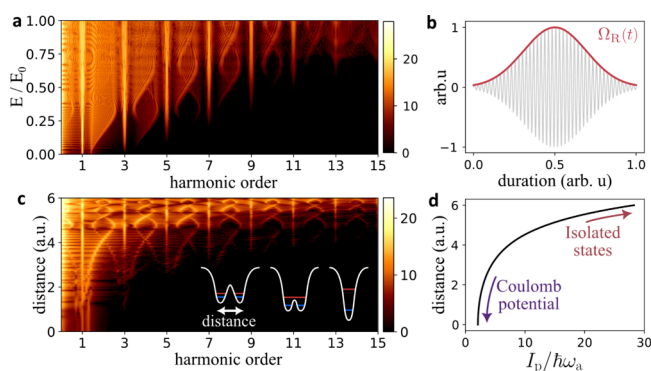 a
1.00
0.75
0.50
0.25
0.00
E / E₀
1 3 5 7 9 11 13 15
harmonic order
20
10
0
b
Ω_R(t)
1
0
−1
arb.u
0.0 0.5 1.0
duration (arb. u)
c
6
4
2
0
distance (a.u.)
distance
1 3 5 7 9 11 13 15
harmonic order
20
10
0
d
6
4
2
0
distance (a.u.)
Isolated
states
Coulomb
potential
0 10 20 30
I_p/ħω_a